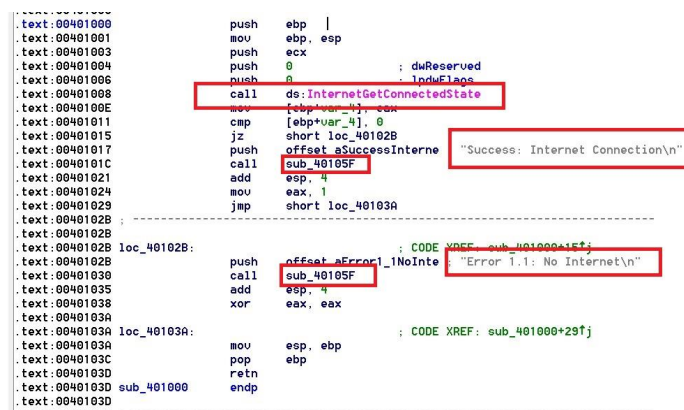 .text:00401000 push ebp
.text:00401001 mov ebp, esp
.text:00401003 push ecx
.text:00401004 push 0 ; dwReserved
.text:00401006 push 0 ; lpdwFlags
.text:00401008 call ds:InternetGetConnectedState
.text:0040100E mov [ebp+var_4], eax
.text:00401011 cmp [ebp+var_4], 0
.text:00401015 jz short loc_40102B
.text:00401017 push offset aSuccessInterne "Success: Internet Connection\n"
.text:0040101C call sub_40105F
.text:00401021 add esp, 4
.text:00401024 mov eax, 1
.text:00401029 jmp short loc_40103A
.text:0040102B ; ---------------------------------------------------------------------------
.text:0040102B
.text:0040102B loc_40102B: ; CODE XREF: sub_401000+15↑j
.text:0040102B push offset aError1_1NoInte ; "Error 1.1: No Internet\n"
.text:00401030 call sub_40105F
.text:00401035 add esp, 4
.text:00401038 xor eax, eax
.text:0040103A
.text:0040103A loc_40103A: ; CODE XREF: sub_401000+29↑j
.text:0040103A mov esp, ebp
.text:0040103C pop ebp
.text:0040103D retn
.text:0040103D sub_401000 endp
.text:0040103D